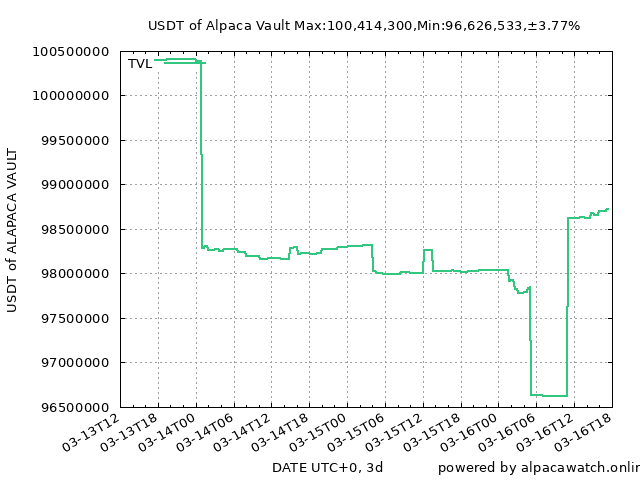 USDT of Alpaca Vault Max:100,414,300,Min:96,626,533,±3.77%
100500000
TVL
100000000
99500000
99000000
98500000
98000000
97500000
97000000
96500000
USDT of ALAPACA VAULT
03-13T12
03-13T18
03-14T00
03-14T06
03-14T12
03-14T18
03-15T00
03-15T06
03-15T12
03-15T18
03-16T00
03-16T06
03-16T12
03-16T18
DATE UTC+0, 3d
powered by alpacawatch.onlin